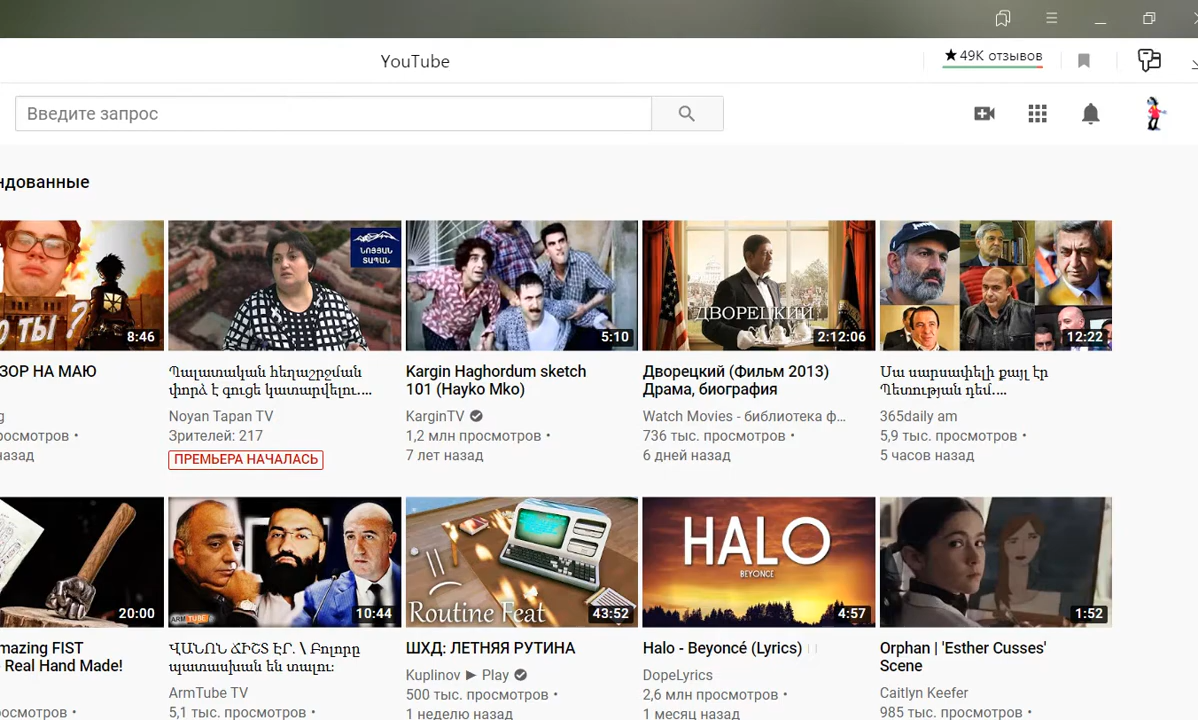 YouTube
49K отзывов
Введите запрос
ндованные
О ТЫ?
8:46
ՆՈՅՅԱՆ
ՏԱՊԱՆ
5:10
ДВОРЕЦКИЙ
2:12:06
12:22
ЗОР НА МАЮ
Պալատական հեղաշրջման
փորձ է գուցե կատարվելու....
Kargin Haghordum sketch
101 (Hayko Mko)
Дворецкий (Фильм 2013)
Драма, биография
Սա սարսափելի քայլ էր
Պետության դեմ....
g
Noyan Tapan TV
KarginTV
Watch Movies - библиотека ф...
365daily am
росмотров •
Зрителей: 217
1,2 млн просмотров •
736 тыс. просмотров •
5,9 тыс. просмотров •
назад
ПРЕМЬЕРА НАЧАЛАСЬ
7 лет назад
6 дней назад
5 часов назад
20:00
ARM TUBE
10:44
Routine Feat
43:52
HALO
BEYONCÉ
4:57
1:52
mazing FIST
Real Hand Made!
ՎԱՆՈՆ ՃԻՇՏ ԷՐ. \ Բոլորը
պատասխան են տալու:
ШХД: ЛЕТНЯЯ РУТИНА
Halo - Beyoncé (Lyrics)
Orphan | 'Esther Cusses'
Scene
ArmTube TV
Kuplinov ► Play
DopeLyrics
Caitlyn Keefer
росмотров •
5,1 тыс. просмотров •
500 тыс. просмотров •
2,6 млн просмотров •
985 тыс. просмотров •
1 неделю назад
1 месяц назад